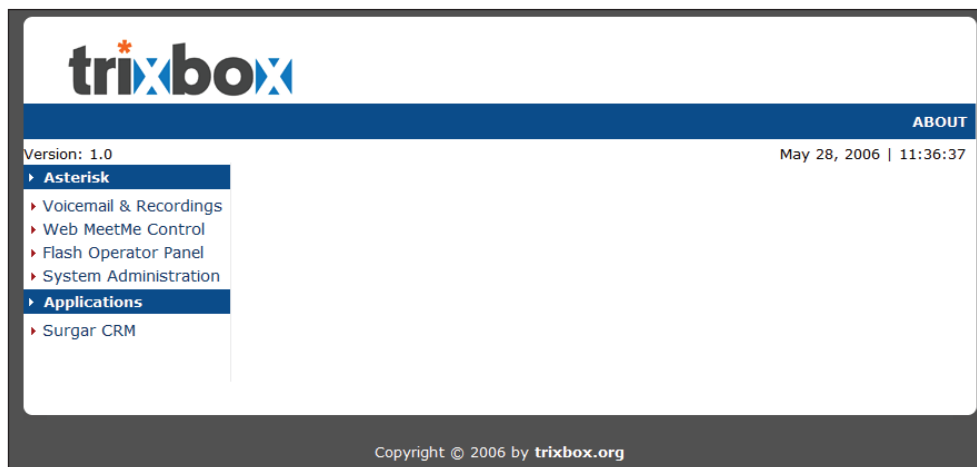 trixbox
ABOUT
Version: 1.0 May 28, 2006 | 11:36:37
Asterisk
Voicemail & Recordings
Web MeetMe Control
Flash Operator Panel
System Administration
Applications
Surgar CRM
Copyright © 2006 by trixbox.org